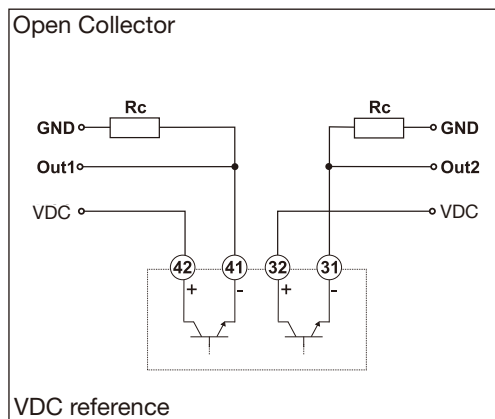 Open Collector
Rc Rc
GND GND
Out1 Out2
VDC VDC
42 41 32 31
+ - + -
VDC reference